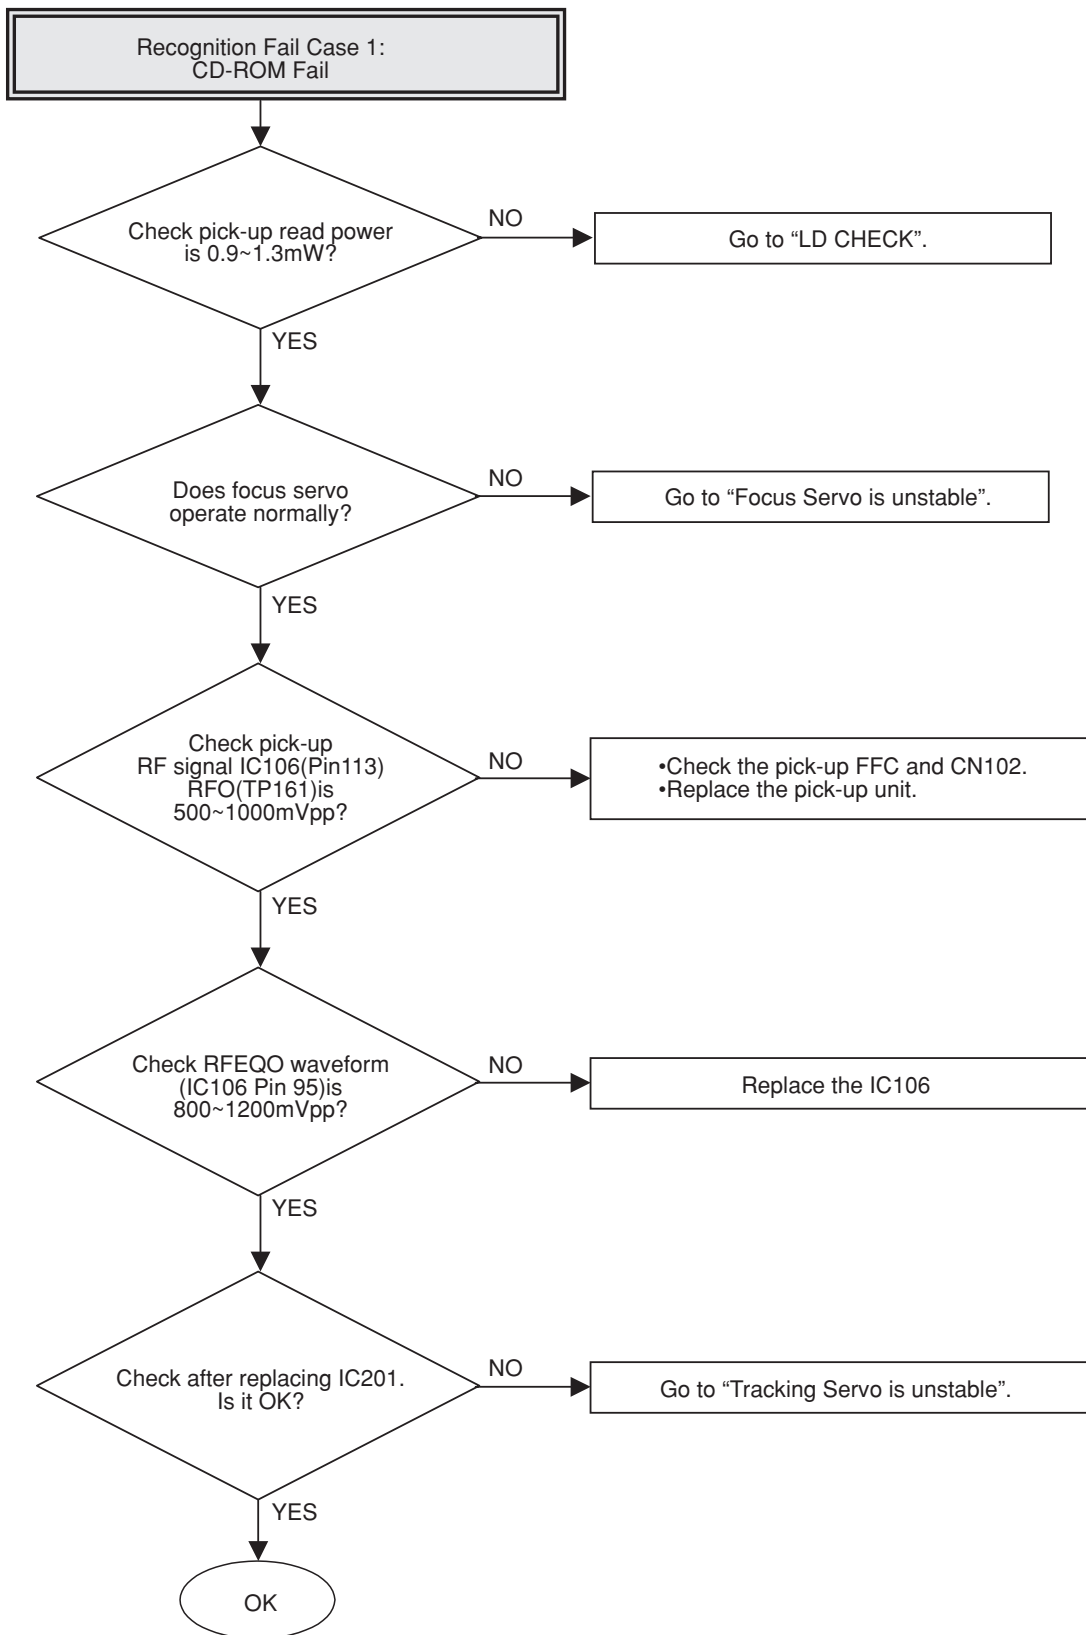 Recognition Fail Case 1:
CD-ROM Fail
Check pick-up read power
is 0.9~1.3mW?
NO
Go to “LD CHECK”.
YES
Does focus servo
operate normally?
NO
Go to “Focus Servo is unstable”.
YES
Check pick-up
RF signal IC106(Pin113)
RFO(TP161)is
500~1000mVpp?
NO
•Check the pick-up FFC and CN102.
•Replace the pick-up unit.
YES
Check RFEQO waveform
(IC106 Pin 95)is
800~1200mVpp?
NO
Replace the IC106
YES
Check after replacing IC201.
Is it OK?
NO
Go to “Tracking Servo is unstable”.
YES
OK